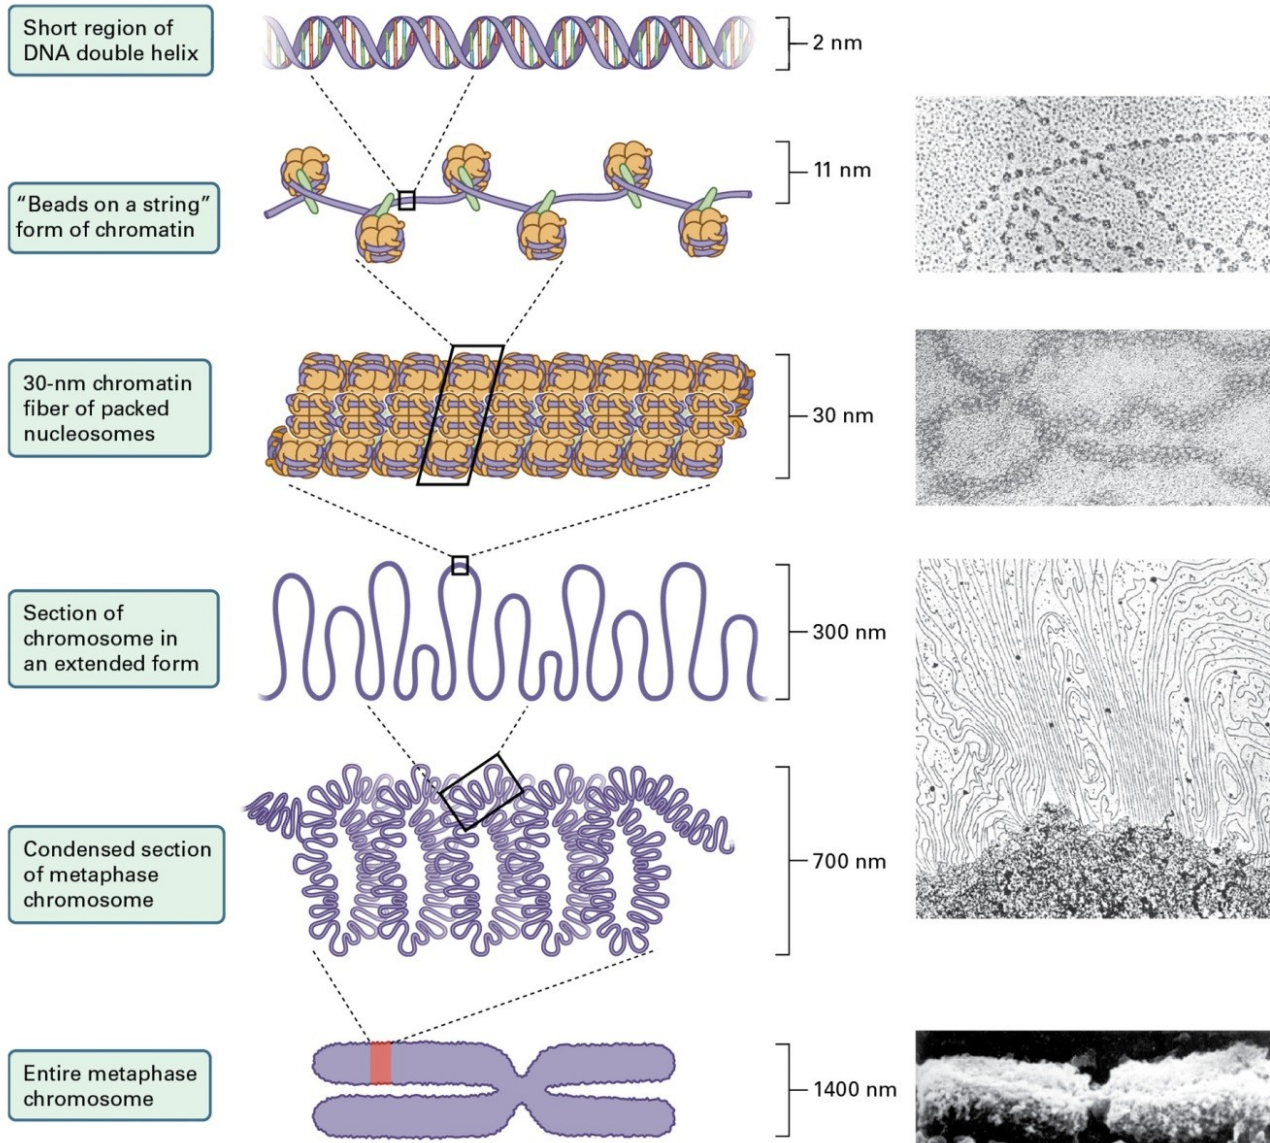 Short region of
DNA double helix
2 nm
“Beads on a string”
form of chromatin
11 nm
30-nm chromatin
fiber of packed
nucleosomes
30 nm
Section of
chromosome in
an extended form
300 nm
Condensed section
of metaphase
chromosome
700 nm
Entire metaphase
chromosome
1400 nm